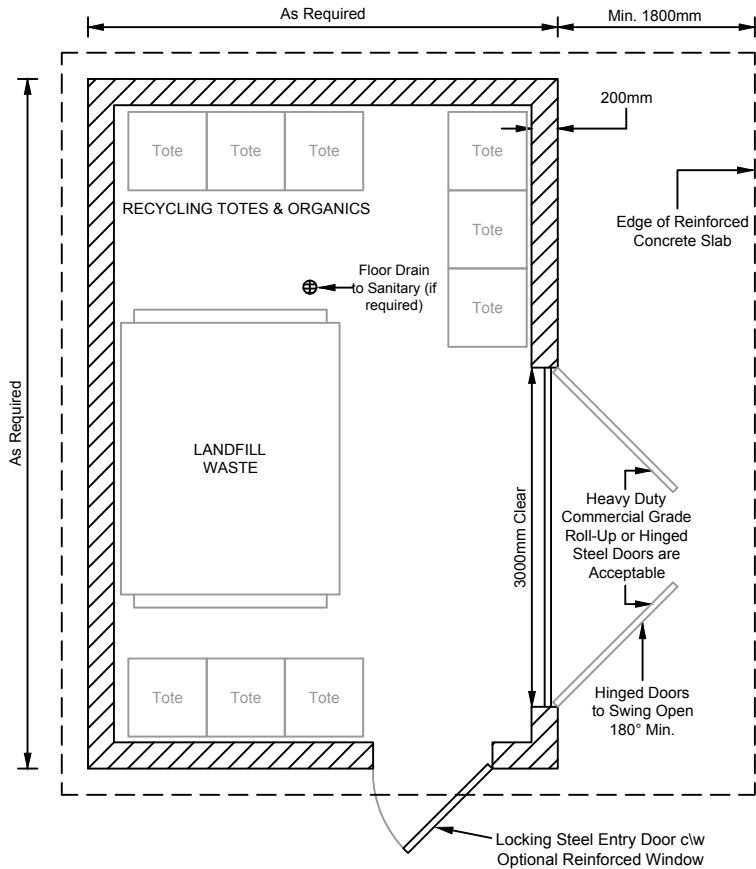 As Required
Min. 1800mm
200mm
Tote
Tote
Tote
Tote
RECYCLING TOTES & ORGANICS
Edge of Reinforced
Concrete Slab
Tote
Floor Drain
to Sanitary (if
required)
Tote
As Required
LANDFILL
WASTE
3000mm Clear
Heavy Duty
Commercial Grade
Roll-Up or Hinged
Steel Doors are
Acceptable
Tote
Tote
Tote
Hinged Doors
to Swing Open
180° Min.
Locking Steel Entry Door c\w
Optional Reinforced Window